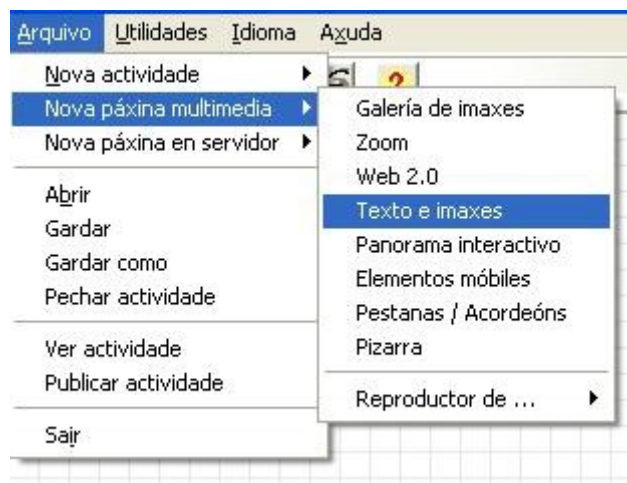 Arquivo Utilidades Idioma Axuda
Nova actividade
Nova páxina multimedia
Nova páxina en servidor
Abrir
Gardar
Gardar como
Pechar actividade
Ver actividade
Publicar actividade
Sair
?
Galería de imaxes
Zoom
Web 2.0
Texto e imaxes
Panorama interactivo
Elementos móbiles
Pestanas / Acordeóns
Pizarra
Reproductor de ...